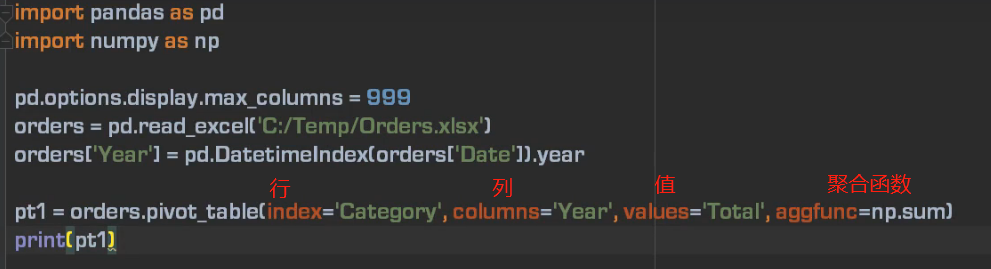 import pandas as pd
import numpy as np
pd.options.display.max_columns = 999
orders = pd.read_excel('C:/Temp/Orders.xlsx')
orders['Year'] = pd.DatetimeIndex(orders['Date']).year
行 列 值 聚合函数
pt1 = orders.pivot_table(index='Category', columns='Year', values='Total', aggfunc=np.sum)
print(pt1)